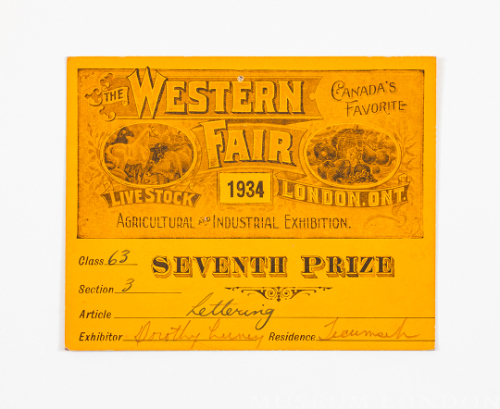 THE WESTERN FAIR
CANADA'S FAVORITE
LIVE STOCK
1934
LONDON. ONT.
AGRICULTURAL AND INDUSTRIAL EXHIBITION.
Class 63
SEVENTH PRIZE
Section 3
Article Lettering
Exhibitor Dorothy Residence Tecumseh